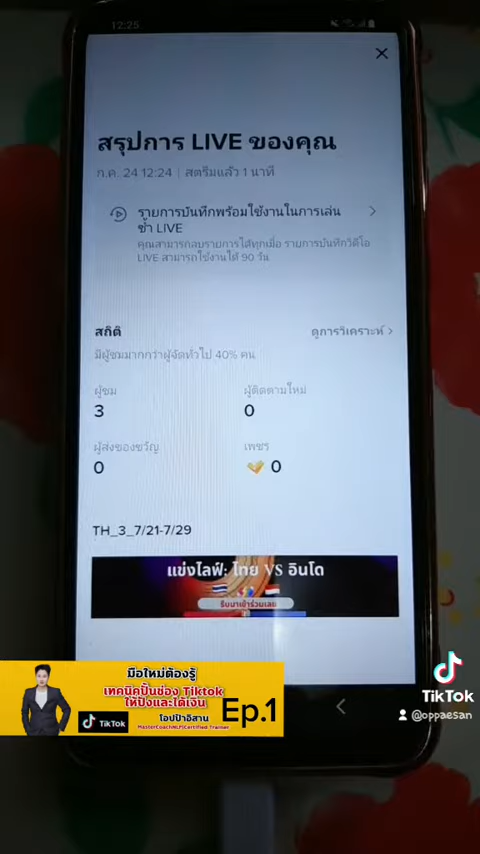 12:25
สรุปการ LIVE ของคุณ
ก.ค. 24 12:24 | สตรีมแล้ว 1 นาที
รายการบันทึกพร้อมใช้งานในการเล่น
ซ้ำ LIVE
คุณสามารถลบรายการได้ทุกเมื่อ รายการบันทึกวิดีโอ
LIVE สามารถใช้งานได้ 90 วัน
สถิติ
ดูการวิเคราะห์ >
มีผู้ชมมากกว่าผู้จัดทั่วไป 40% คน
ผู้ชม
ผู้ติดตามใหม่
3
0
ผู้ส่งของขวัญ
เพชร
0
0
TH_3_7/21-7/29
แข่งไลฟ์: ไทย VS อินโด
รีบมาเข้าร่วมเลย
มือใหม่ต้องรู้
เทคนิคปั้นช่อง Tiktok
ให้ปังและได้เงิน
Ep.1
TikTok
โอปป้าอีสาน
MasterCoachNLP|Certified Trainer
TikTok
@oppaesan